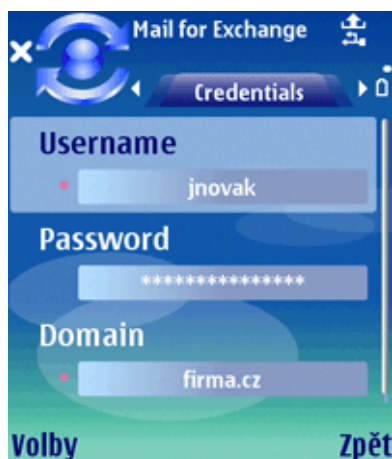 Mail for Exchange
Credentials
Username
* jnovak
Password
***************
Domain
* firma.cz
Volby Zpět